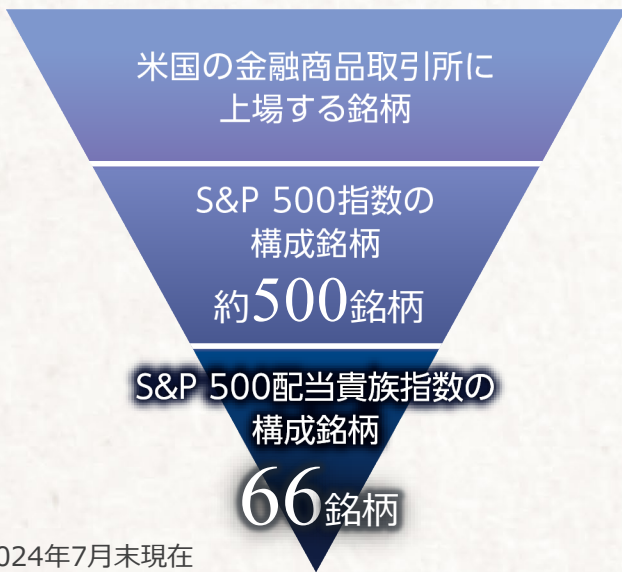 米国の金融商品取引所に
上場する銘柄
S&P 500指数の
構成銘柄
約500銘柄
S&P 500配当貴族指数の
構成銘柄
66銘柄
024年7月末現在